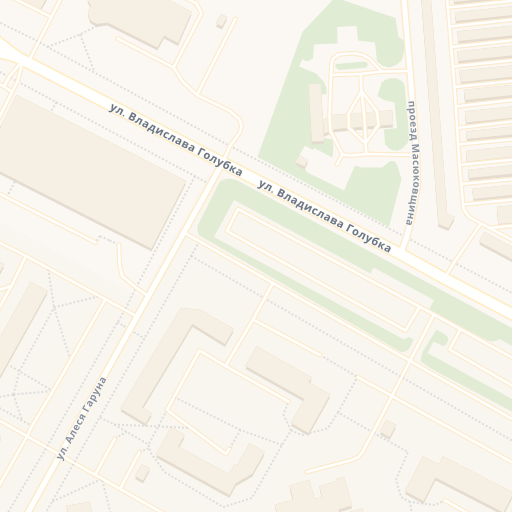 ул. Владислава Голубка
ул. Владислава Голубка
проезд Масюковщина
ул. Алеся Гаруна